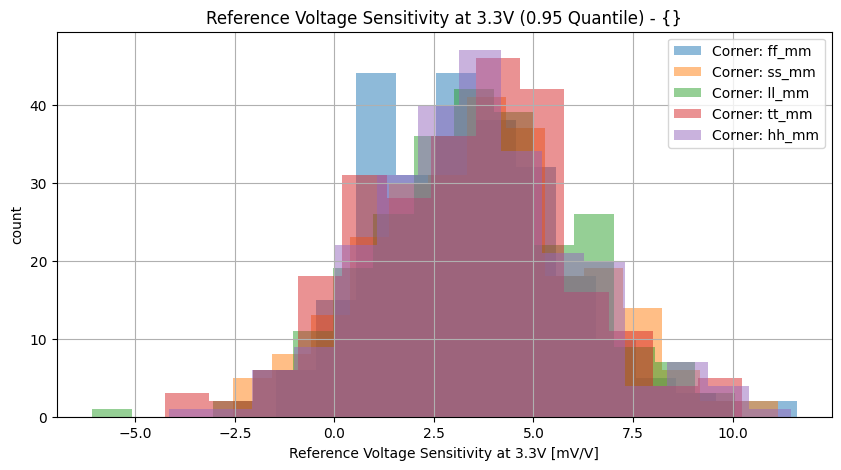 Reference Voltage Sensitivity at 3.3V (0.95 Quantile) - {}
Corner: ff_mm
Corner: ss_mm
Corner: ll_mm
Corner: tt_mm
Corner: hh_mm
count
40
30
20
10
0
−5.0 −2.5 0.0 2.5 5.0 7.5 10.0
Reference Voltage Sensitivity at 3.3V [mV/V]